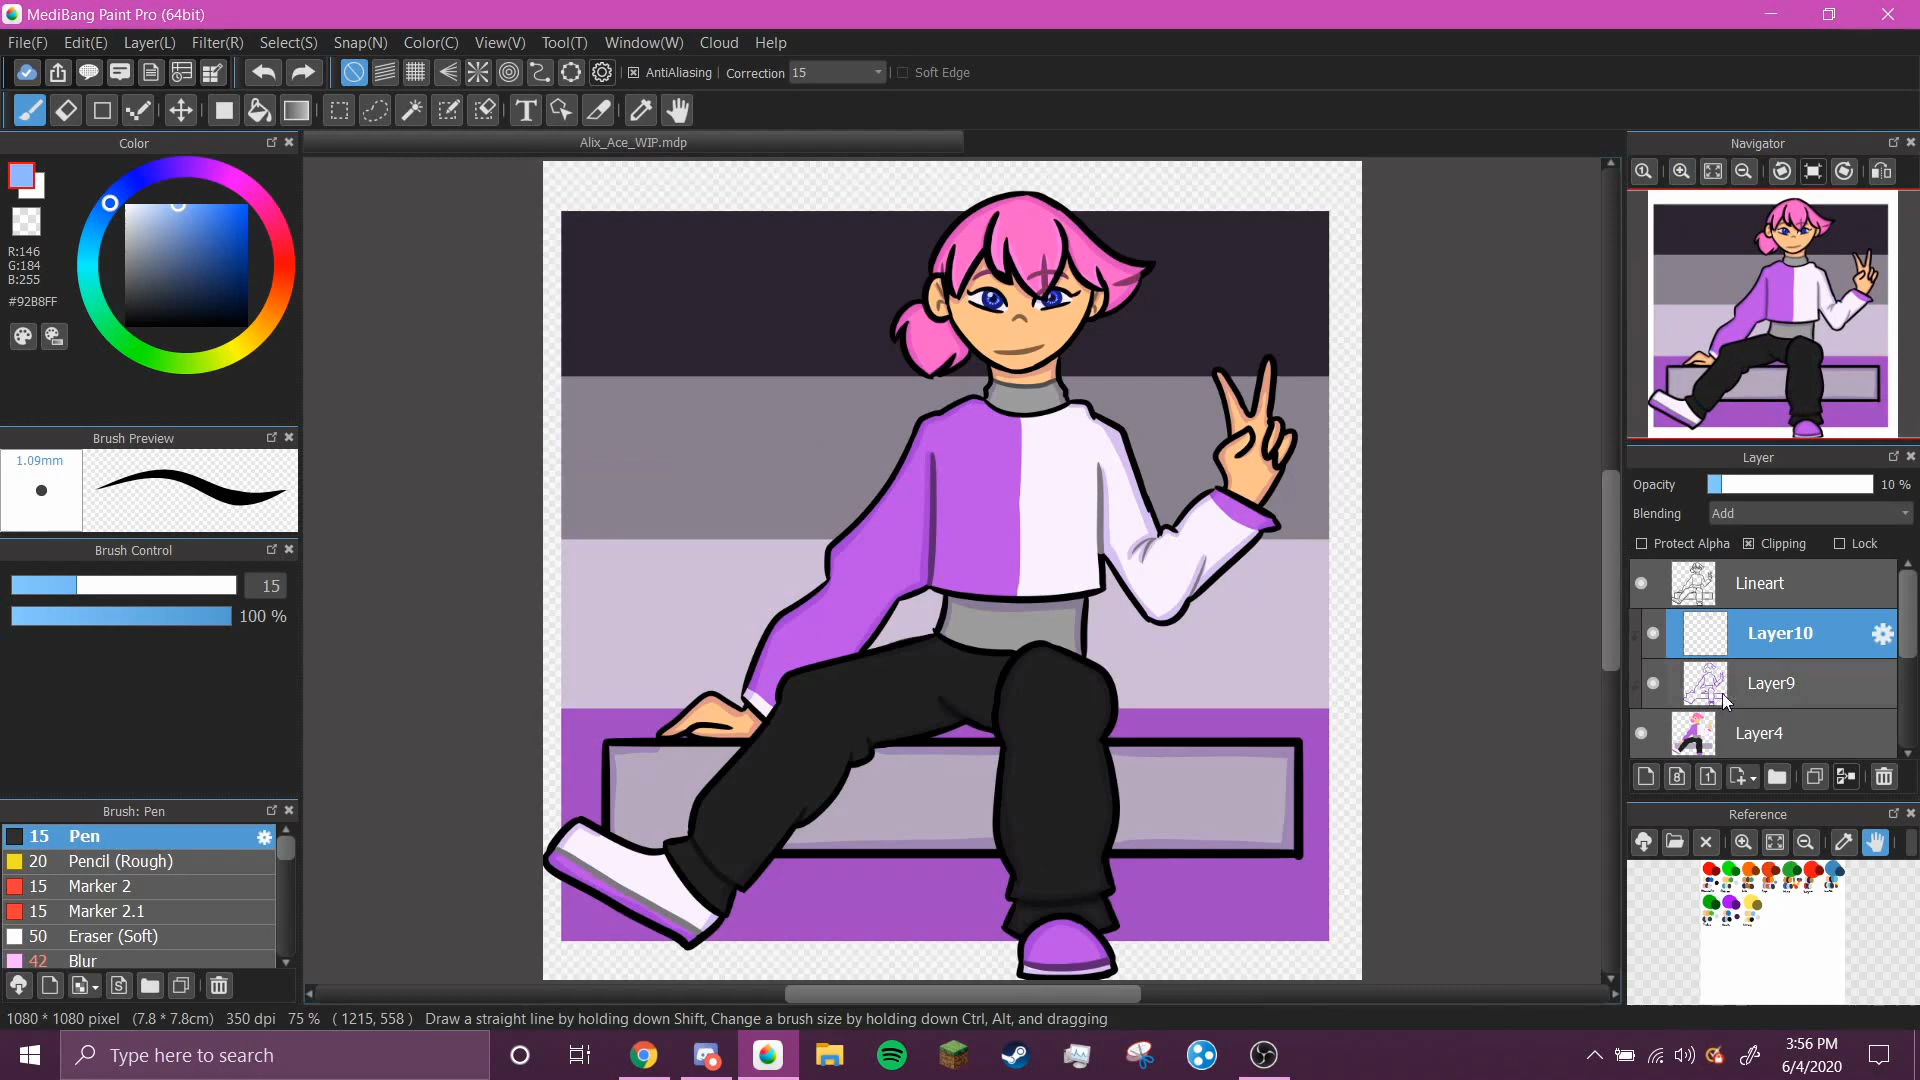 MediBang Paint Pro (64bit)
File(F) Edit(E) Layer(L) Filter(R) Select(S) Snap(N) Color(C) View(V) Tool(T) Window(W) Cloud Help
AntiAliasing Correction 15 Soft Edge
T
Color
Alix_Ace_WIP.mdp
Navigator
R:146
G:184
B:255
#92B8FF
Brush Preview
1.09mm
Layer
Opacity 10 %
Blending Add
Protect Alpha Clipping Lock
Brush Control
15
100 %
Lineart
Layer10
Layer9
Layer4
8 1
Brush: Pen
Reference
15 Pen
20 Pencil (Rough)
15 Marker 2
15 Marker 2.1
50 Eraser (Soft)
42 Blur
S
1080 * 1080 pixel (7.8 * 7.8cm) 350 dpi 75 % ( 1215, 558 ) Draw a straight line by holding down Shift, Change a brush size by holding down Ctrl, Alt, and dragging
Type here to search
3:56 PM
6/4/2020